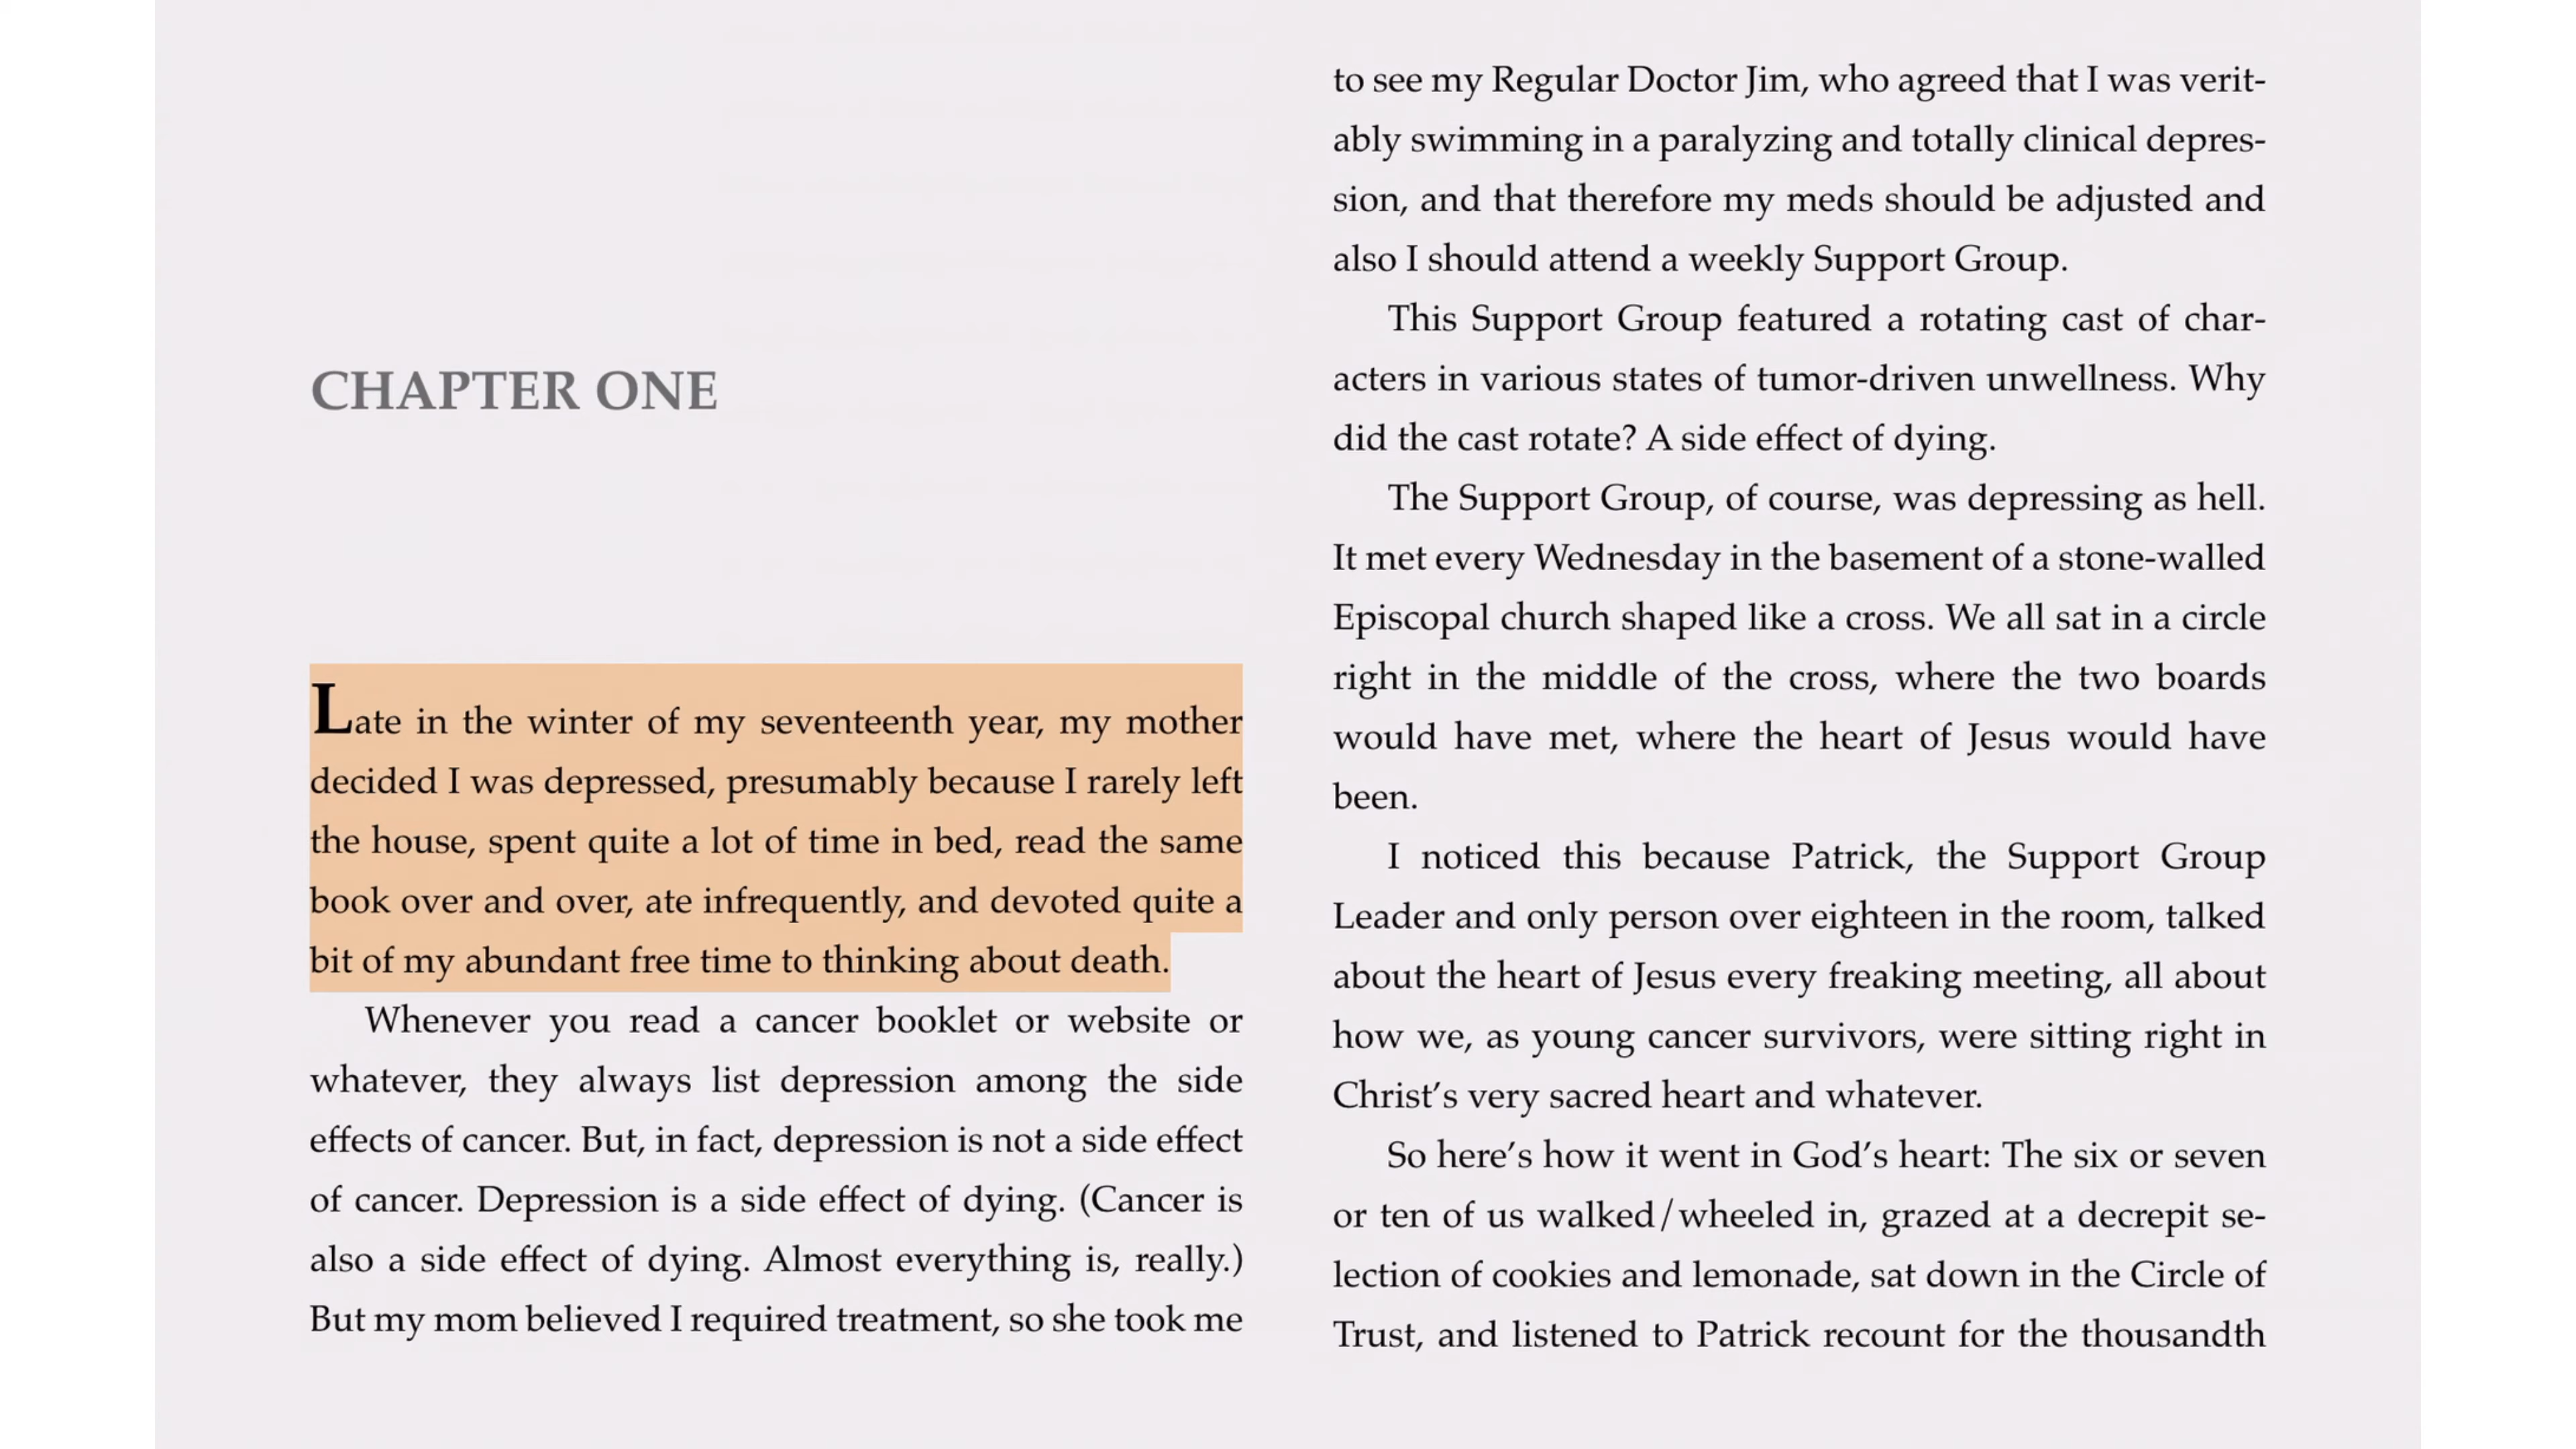 CHAPTER ONE
Late in the winter of my seventeenth year, my mother
decided I was depressed, presumably because I rarely left
the house, spent quite a lot of time in bed, read the same
book over and over, ate infrequently, and devoted quite a
bit of my abundant free time to thinking about death.
Whenever you read a cancer booklet or website or
whatever, they always list depression among the side
effects of cancer. But, in fact, depression is not a side effect
of cancer. Depression is a side effect of dying. (Cancer is
also a side effect of dying. Almost everything is, really.)
But my mom believed I required treatment, so she took me
to see my Regular Doctor Jim, who agreed that I was verit-
ably swimming in a paralyzing and totally clinical depres-
sion, and that therefore my meds should be adjusted and
also I should attend a weekly Support Group.
This Support Group featured a rotating cast of char-
acters in various states of tumor-driven unwellness. Why
did the cast rotate? A side effect of dying.
The Support Group, of course, was depressing as hell.
It met every Wednesday in the basement of a stone-walled
Episcopal church shaped like a cross. We all sat in a circle
right in the middle of the cross, where the two boards
would have met, where the heart of Jesus would have
been.
I noticed this because Patrick, the Support Group
Leader and only person over eighteen in the room, talked
about the heart of Jesus every freaking meeting, all about
how we, as young cancer survivors, were sitting right in
Christ's very sacred heart and whatever.
So here's how it went in God's heart: The six or seven
or ten of us walked/wheeled in, grazed at a decrepit se-
lection of cookies and lemonade, sat down in the Circle of
Trust, and listened to Patrick recount for the thousandth